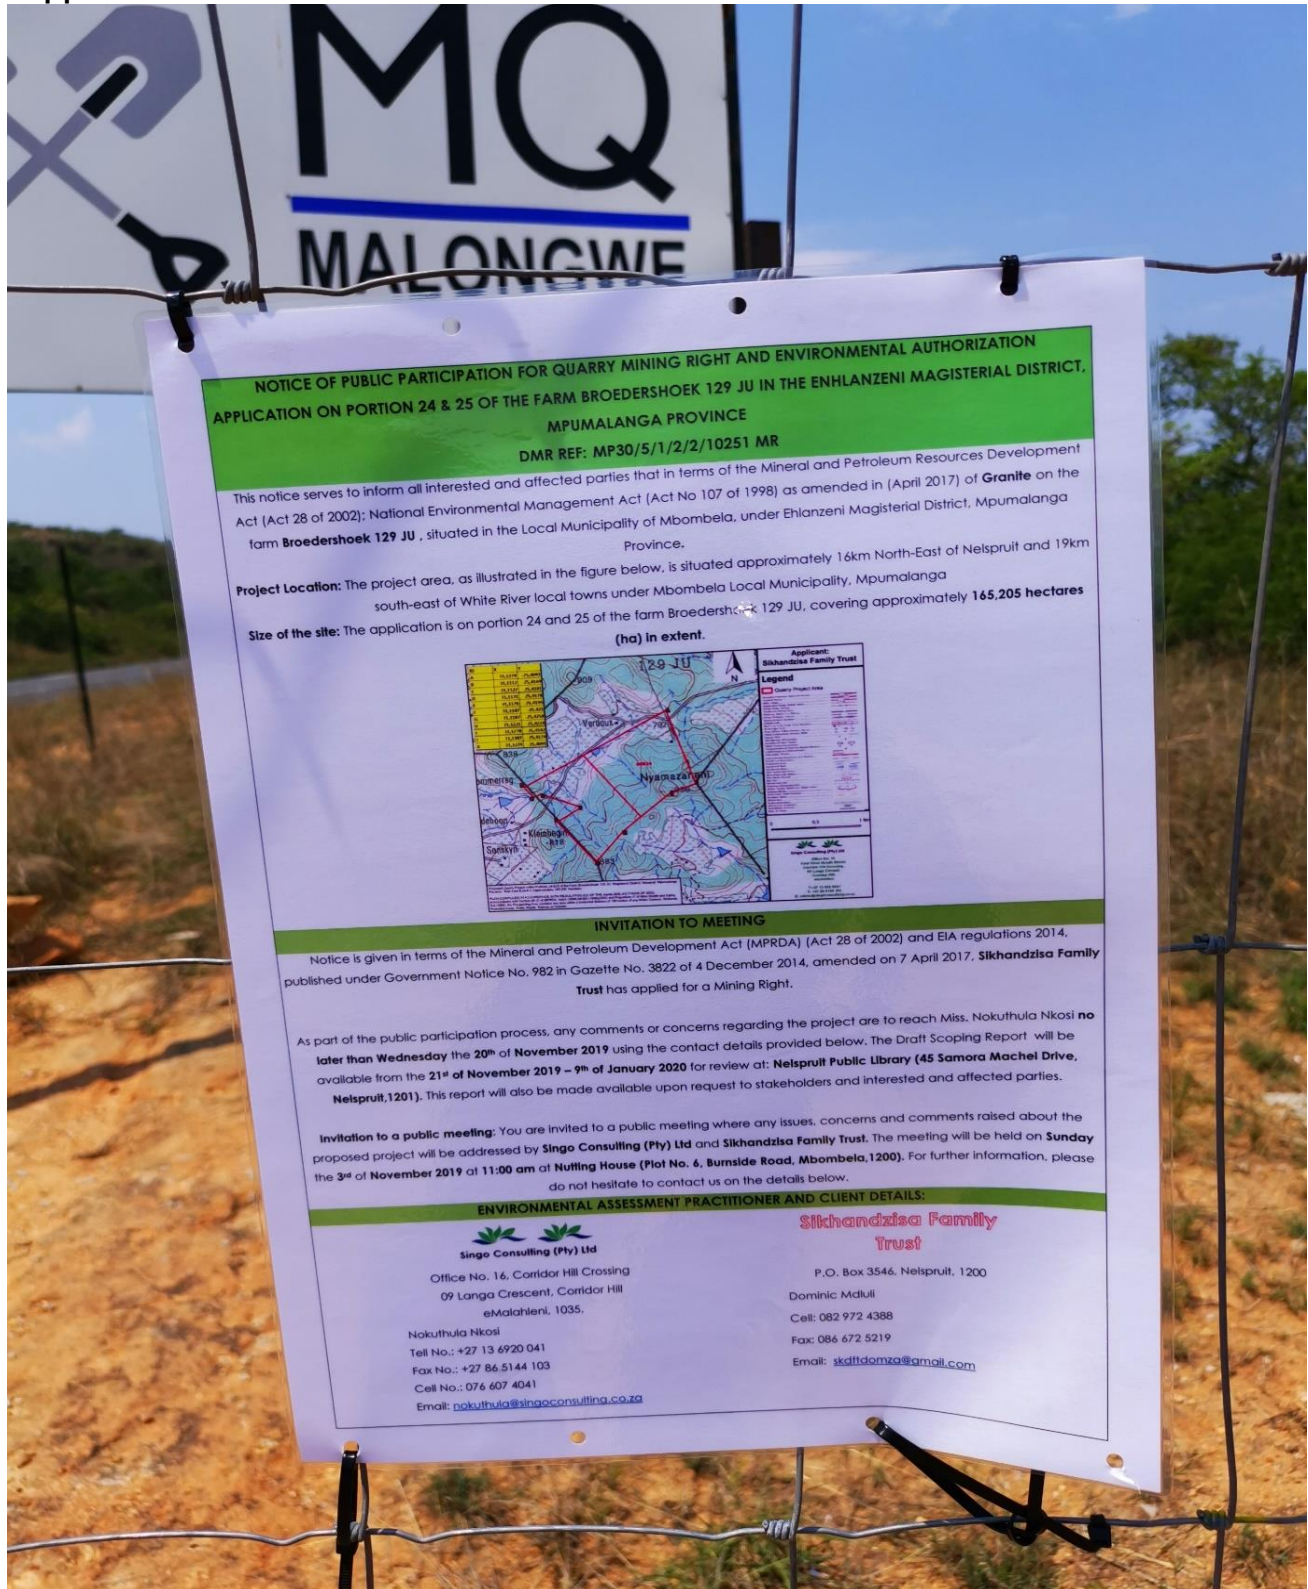 MQ
MALONGWE
NOTICE OF PUBLIC PARTICIPATION FOR QUARRY MINING RIGHT AND ENVIRONMENTAL AUTHORIZATION
APPLICATION ON PORTION 24 & 25 OF THE FARM BROEDERSHOEK 129 JU IN THE ENHLANZENI MAGISTERIAL DISTRICT,
MPUMALANGA PROVINCE
DMR REF: MP30/5/1/2/2/10251 MR
This notice serves to inform all interested and affected parties that in terms of the Mineral and Petroleum Resources Development
Act (Act 28 of 2002); National Environmental Management Act (Act No 107 of 1998) as amended in (April 2017) of Granite on the
farm Broedershoek 129 JU , situated in the Local Municipality of Mbombela, under Ehlanzeni Magisterial District, Mpumalanga
Province.
Project Location: The project area, as illustrated in the figure below, is situated approximately 16km North-East of Nelspruit and 19km
south-east of White River local towns under Mbombela Local Municipality, Mpumalanga
Size of the site: The application is on portion 24 and 25 of the farm Broedershoek 129 JU, covering approximately 165,205 hectares
(ha) in extent.
129 JU
909
N
Applicant:
Sikhandzisa Family Trust
Legend
Quarry Project Area
Verdoux
792
838
Nyamazaneni
Kleinbegin
818
Sonskyn
882
Singo Consulting (Pty) Ltd
INVITATION TO MEETING
Notice is given in terms of the Mineral and Petroleum Development Act (MPRDA) (Act 28 of 2002) and EIA regulations 2014,
published under Government Notice No. 982 in Gazette No. 3822 of 4 December 2014, amended on 7 April 2017, Sikhandzisa Family
Trust has applied for a Mining Right.
As part of the public participation process, any comments or concerns regarding the project are to reach Miss. Nokuthula Nkosi no
later than Wednesday the 20th of November 2019 using the contact details provided below. The Draft Scoping Report will be
available from the 21st of November 2019 – 9th of January 2020 for review at: Nelspruit Public Library (45 Samora Machel Drive,
Nelspruit,1201). This report will also be made available upon request to stakeholders and interested and affected parties.
Invitation to a public meeting: You are invited to a public meeting where any issues, concerns and comments raised about the
proposed project will be addressed by Singo Consulting (Pty) Ltd and Sikhandzisa Family Trust. The meeting will be held on Sunday
the 3rd of November 2019 at 11:00 am at Nutting House (Plot No. 6, Burnside Road, Mbombela,1200). For further information, please
do not hesitate to contact us on the details below.
ENVIRONMENTAL ASSESSMENT PRACTITIONER AND CLIENT DETAILS:
Singo Consulting (Pty) Ltd
Office No. 16, Corridor Hill Crossing
09 Langa Crescent, Corridor Hill
eMalahleni, 1035,
Nokuthula Nkosi
Tell No.: +27 13 6920 041
Fax No.: +27 86 5144 103
Cell No.: 076 607 4041
Email: nokuthula@singoconsulting.co.za
Sikhandzisa Family
Trust
P.O. Box 3546, Nelspruit, 1200
Dominic Mdluli
Cell: 082 972 4388
Fax: 086 672 5219
Email: skdftdomza@gmail.com